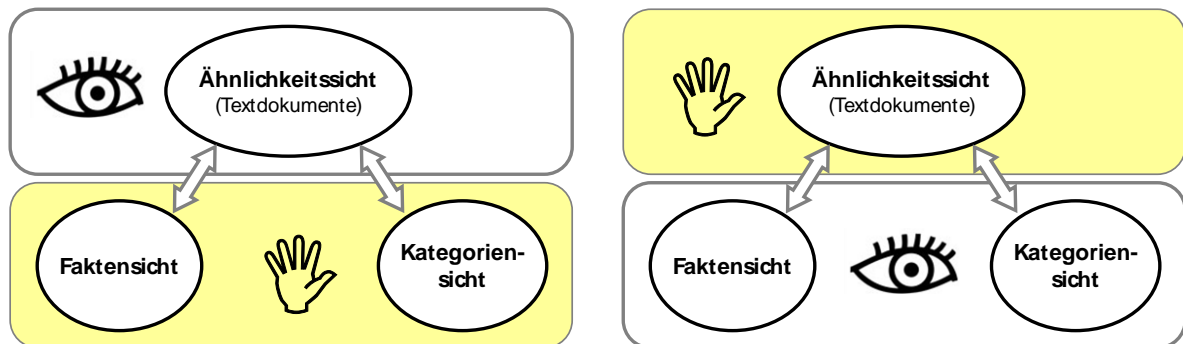 Ähnlichkeitssicht
(Textdokumente)
Faktensicht
Kategorien-
sicht
Ähnlichkeitssicht
(Textdokumente)
Faktensicht
Kategorien-
sicht